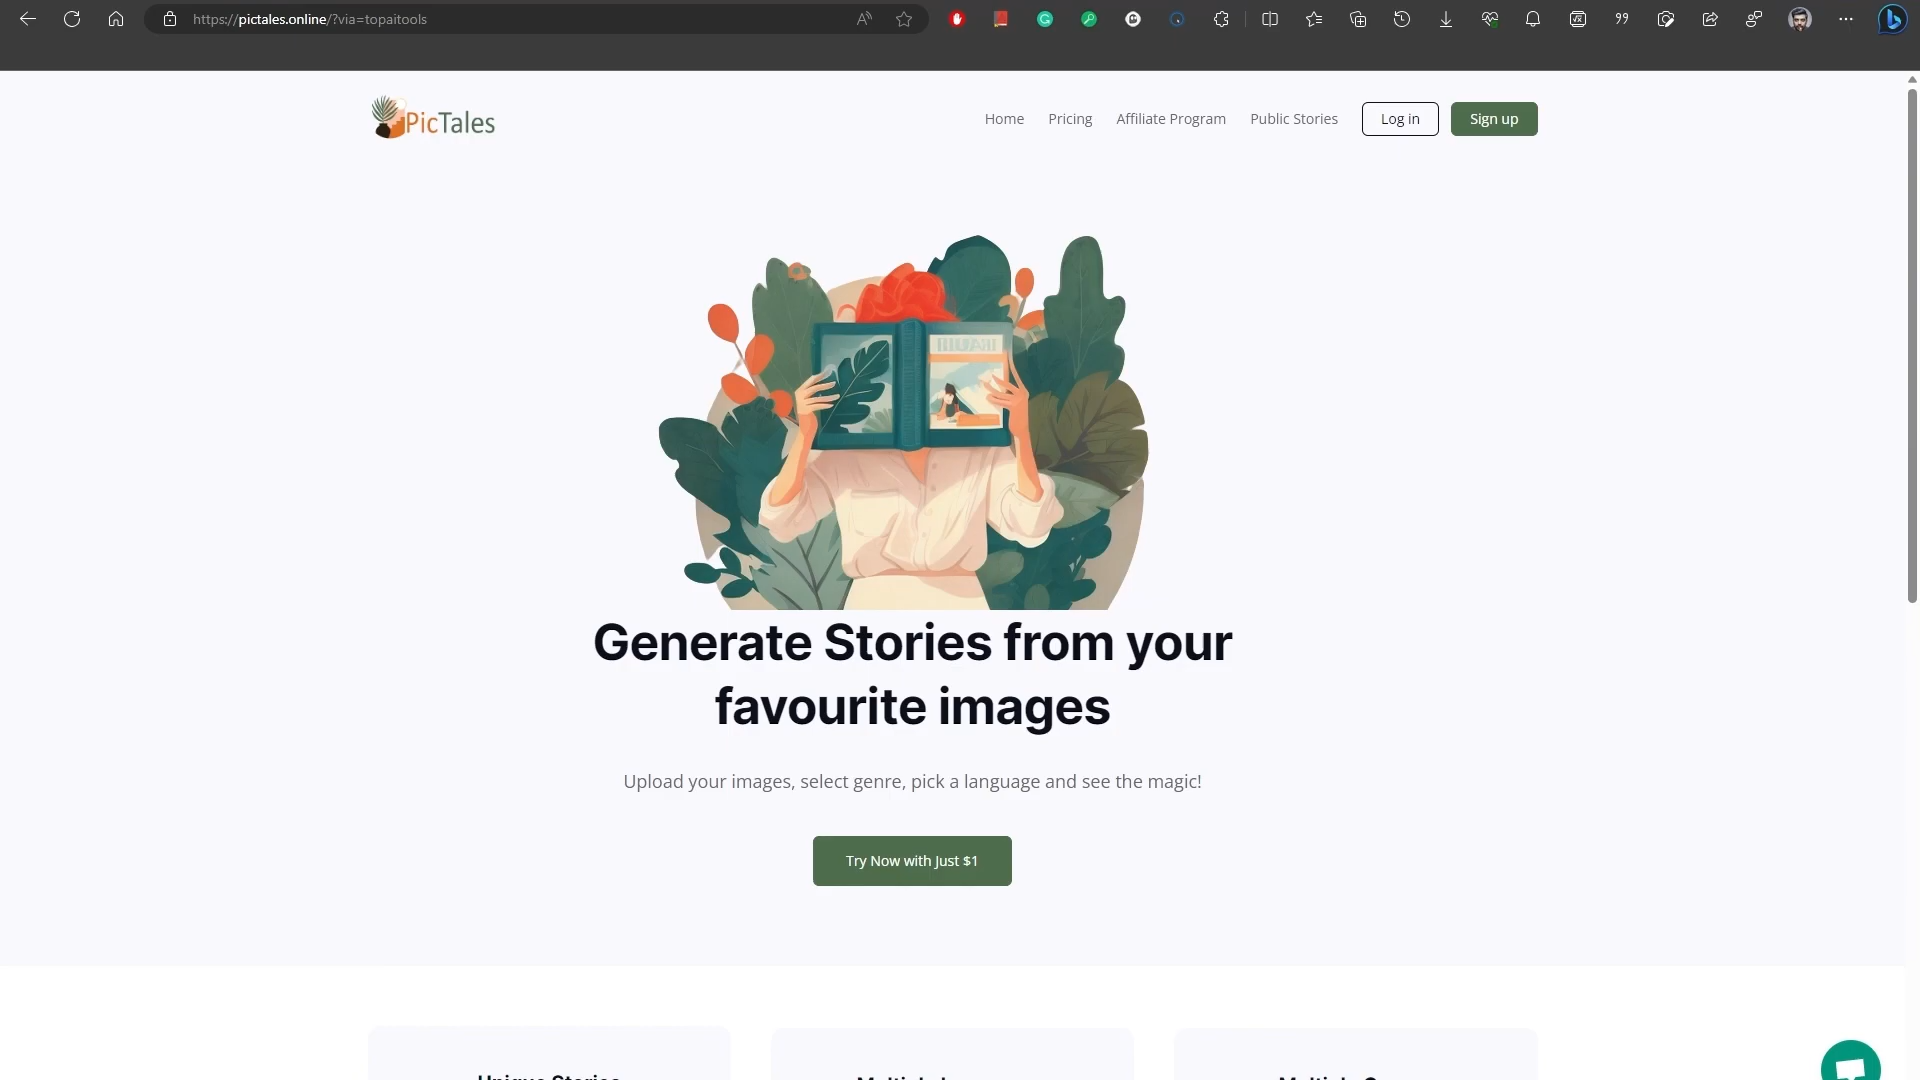 https://pictales.online/?via=topaitools
PicTales
Home
Pricing
Affiliate Program
Public Stories
Log in
Sign up
Generate Stories from your
favourite images
Upload your images, select genre, pick a language and see the magic!
Try Now with Just $1
Unique Stories